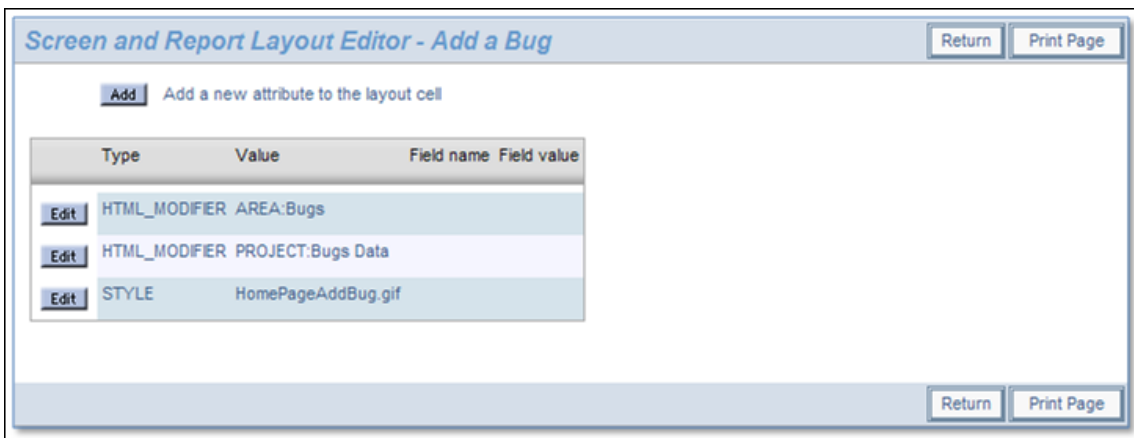 Screen and Report Layout Editor - Add a Bug Return Print Page
Add Add a new attribute to the layout cell
Type Value Field name Field value
Edit HTML_MODIFIER AREA:Bugs
Edit HTML_MODIFIER PROJECT:Bugs Data
Edit STYLE HomePageAddBug.gif
Return Print Page